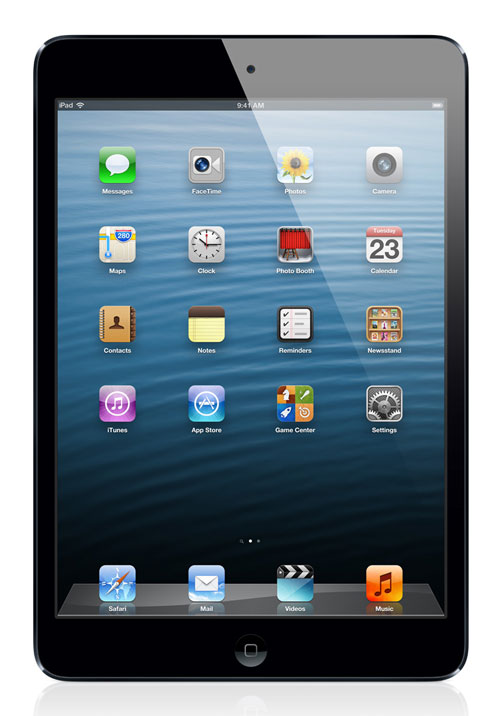 iPad 9:41 AM
Messages FaceTime Photos Camera
280 Tuesday 23
Maps Clock Photo Booth Calendar
Contacts Notes Reminders Newsstand
iTunes App Store Game Center Settings
Safari Mail Videos Music